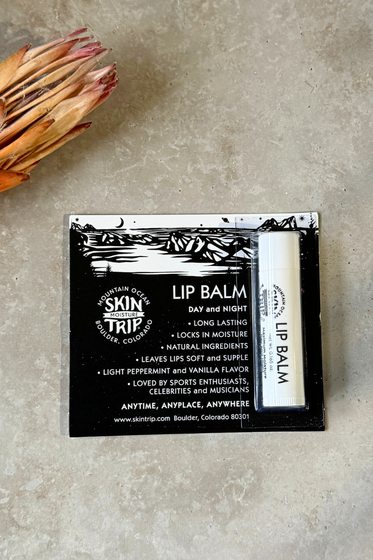 MOUNTAIN OCEAN
SKIN
MOISTURE
TRIP
BOULDER, COLORADO
LIP BALM
DAY and NIGHT
• LONG LASTING
• LOCKS IN MOISTURE
• NATURAL INGREDIENTS
• LEAVES LIPS SOFT and SUPPLE
• LIGHT PEPPERMINT and VANILLA FLAVOR
• LOVED BY SPORTS ENTHUSIASTS,
CELEBRITIES and MUSICIANS
ANYTIME, ANYPLACE, ANYWHERE
www.skintrip.com Boulder, Colorado 80301
LIP BALM